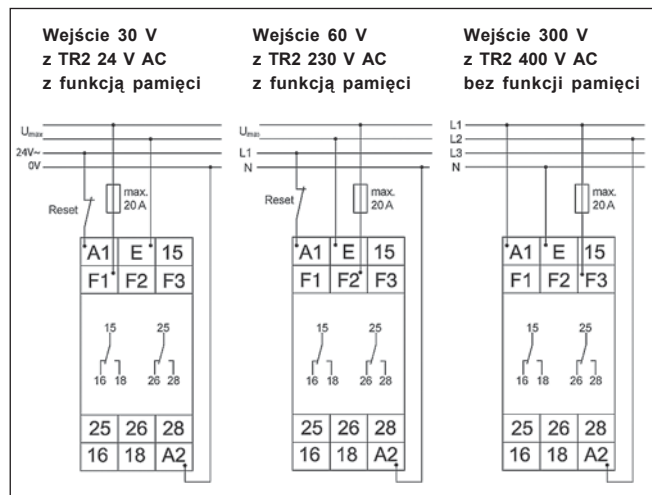 Wejście 30 V
z TR2 24 V AC
z funkcją pamięci
Umax
24V~
0V
Reset
max.
20 A
A1 E 15
F1 F2 F3
15 25
16 18 26 28
25 26 28
16 18 A2
Wejście 60 V
z TR2 230 V AC
z funkcją pamięci
Umax
L1
N
Reset
max.
20 A
A1 E 15
F1 F2 F3
15 25
16 18 26 28
25 26 28
16 18 A2
Wejście 300 V
z TR2 400 V AC
bez funkcji pamięci
L1
L2
L3
N
max.
20 A
A1 E 15
F1 F2 F3
15 25
16 18 26 28
25 26 28
16 18 A2